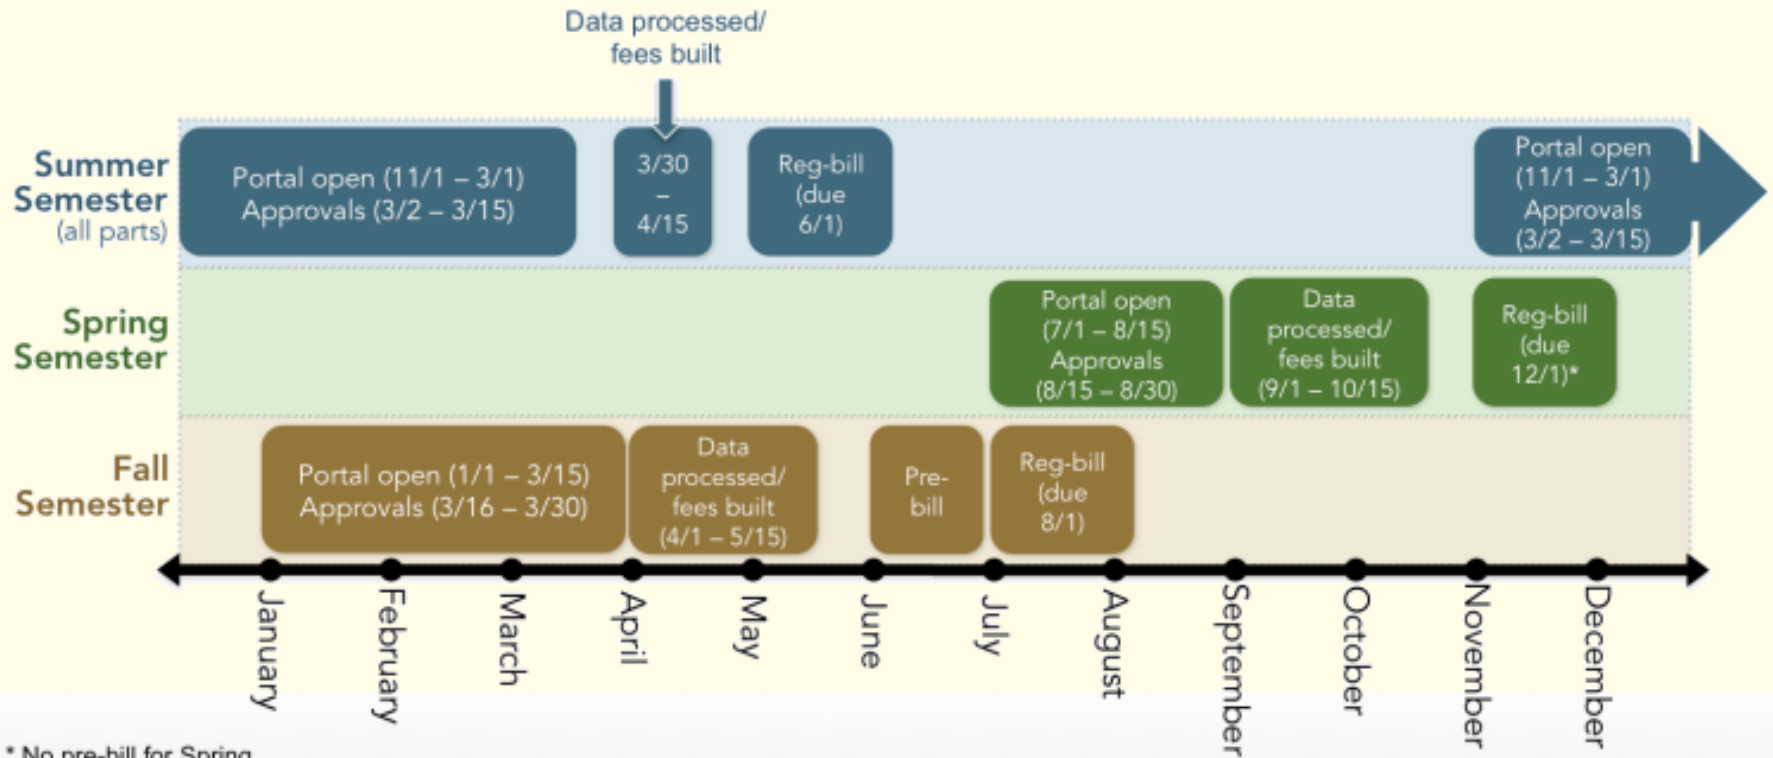 Data processed/
fees built
Summer
Semester
(all parts)
Portal open (11/1 – 3/1)
Approvals (3/2 – 3/15)
3/30
–
4/15
Reg-bill
(due
6/1)
Portal open
(11/1 – 3/1)
Approvals
(3/2 – 3/15)
Spring
Semester
Portal open
(7/1 – 8/15)
Approvals
(8/15 – 8/30)
Data
processed/
fees built
(9/1 – 10/15)
Reg-bill
(due
12/1)*
Fall
Semester
Portal open (1/1 – 3/15)
Approvals (3/16 – 3/30)
Data
processed/
fees built
(4/1 – 5/15)
Pre-
bill
Reg-bill
(due
8/1)
January
February
March
April
May
June
July
August
September
October
November
December
* No pre-bill for Spring